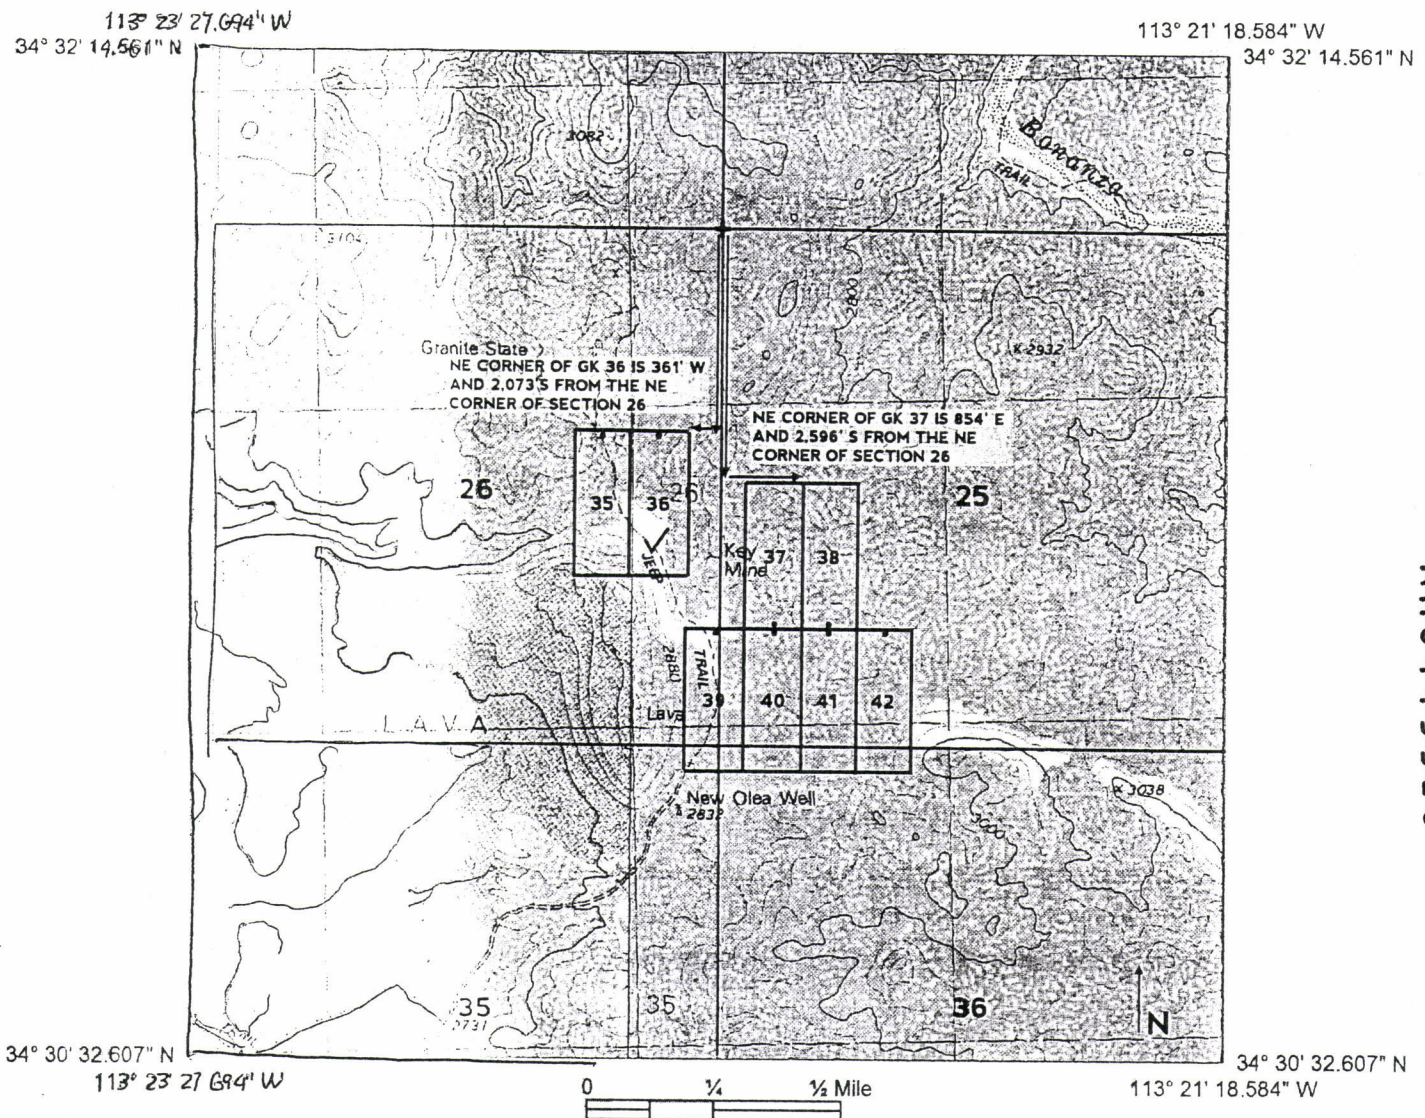 113° 23' 27.694" W
113° 21' 18.584" W
34° 32' 14.561" N
34° 32' 14.561" N
3082
Bonanza
TRAIL
3104
2800
Granite State
X 2932
NE CORNER OF GK 36 IS 361' W
AND 2,073'S FROM THE NE
CORNER OF SECTION 26
NE CORNER OF GK 37 IS 854' E
AND 2,596' S FROM THE NE
CORNER OF SECTION 26
26
35
36
26
25
JEEP
Key
Mine
37
38
2880
TRAIL
39
40
41
42
LAVA
Lava
New Olea Well
2832
3000
X 3038
35
2731
35
36
N
34° 30' 32.607" N
34° 30' 32.607" N
113° 23' 27 694" W
113° 21' 18.584" W
0 ¼ ½ Mile